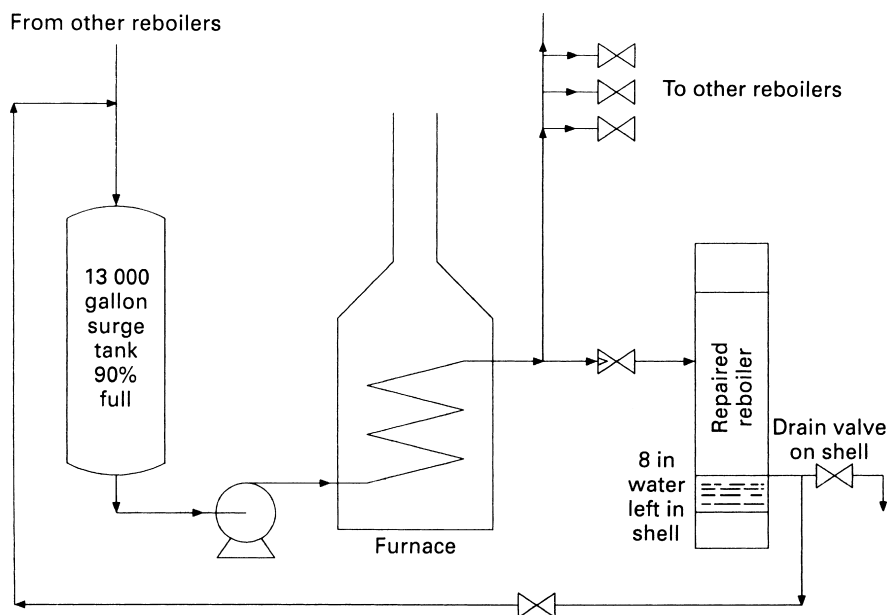 From other reboilers
To other reboilers
13 000
gallon
surge
tank
90%
full
Furnace
Repaired
reboiler
Drain valve
on shell
8 in
water
left in
shell